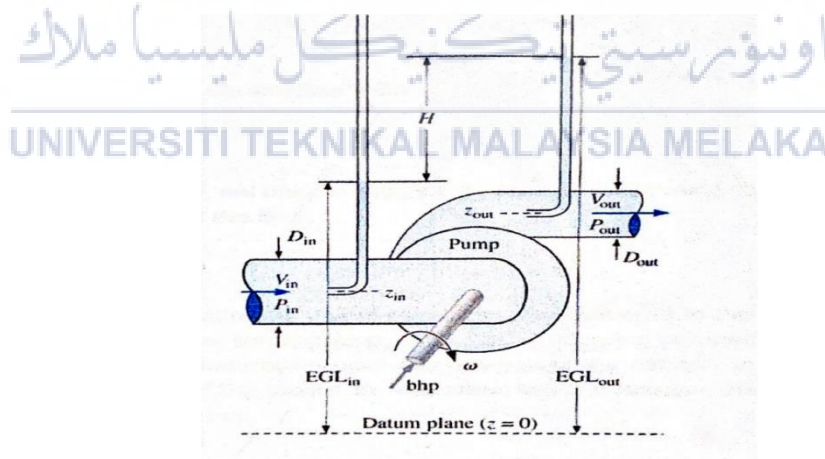 اونيۏرسيتي تيكنيكل مليسيا ملاك
UNIVERSITI TEKNIKAL MALAYSIA MELAKA
H
D_in
z_out
V_out
P_out
D_out
Pump
V_in
P_in
z_in
ω
bhp
EGL_in
EGL_out
Datum plane (z = 0)